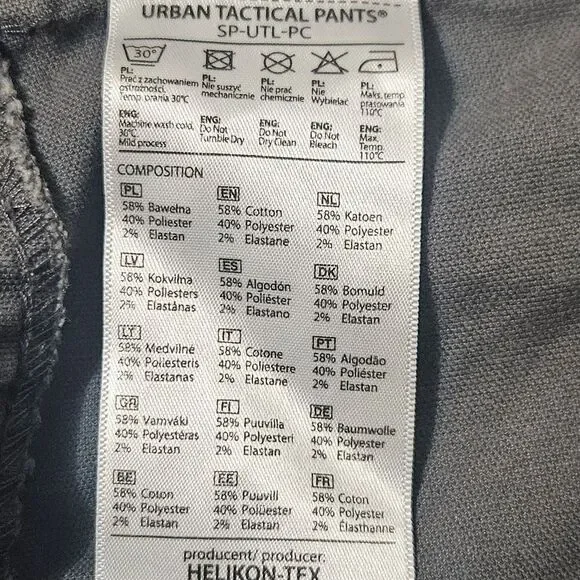 URBAN TACTICAL PANTS®
SP-UTL-PC
30°
PL:
Prać z zachowaniem
ostrożności.
Temp. prania 30℃
PL:
Nie suszyć
mechanicznie
PL:
Nie prać
chemicznie
PL:
Nie
Wybielać
PL:
Maks. temp.
prasowania
110℃
ENG:
Machine wash cold,
30℃
Mild process
ENG:
Do Not
Tumble Dry
ENG:
Do Not
Dry Clean
ENG:
Do Not
Bleach
ENG:
Max.
Temp.
110℃
COMPOSITION
PL
58% Bawełna
40% Poliester
2% Elastan
EN
58% Cotton
40% Polyester
2% Elastane
NL
58% Katoen
40% Polyester
2% Elastan
LV
58% Kokvilna
40% Poliesters
2% Elastānas
ES
58% Algodón
40% Poliéster
2% Elastano
DK
58% Bomuld
40% Polyester
2% Elastan
LT
58% Medvilnė
40% Poliesteris
2% Elastanas
IT
58% Cotone
40% Poliestere
2% Elastane
PT
58% Algodão
40% Poliéster
2% Elastan
GR
58% Vamváki
40% Polyestéras
2% Elastan
FI
58% Puuvilla
40% Polyesteri
2% Elastan
DE
58% Baumwolle
40% Polyester
2% Elastan
BE
58% Coton
40% Polyester
2% Elastan
EE
58% Puuvill
40% Polüester
2% Elastan
FR
58% Coton
40% Polyester
2% Élasthanne
producent/ producer:
HELIKON-TEX